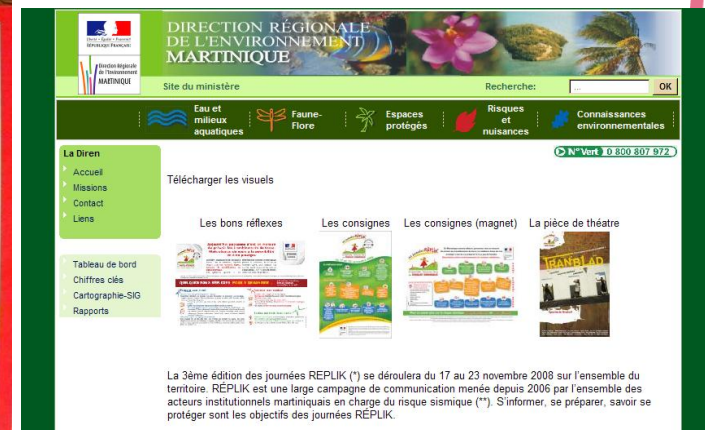 DIRECTION RÉGIONALE
DE L'ENVIRONNEMENT
MARTINIQUE
Liberté • Égalité • Fraternité
RÉPUBLIQUE FRANÇAISE
Direction Régionale
de l'Environnement
MARTINIQUE
Site du ministère
Recherche:
...
OK
Eau et milieux aquatiques
Faune-Flore
Espaces protégés
Risques et nuisances
Connaissances environnementales
N° Vert 0 800 807 972
La Diren
Accueil
Missions
Contact
Liens
Tableau de bord
Chiffres clés
Cartographie-SIG
Rapports
Télécharger les visuels
Les bons réflexes
Les consignes
Les consignes (magnet)
La pièce de théatre
TRANBLAD
La 3ème édition des journées REPLIK (*) se déroulera du 17 au 23 novembre 2008 sur l'ensemble du
territoire. RÉPLIK est une large campagne de communication menée depuis 2006 par l'ensemble des
acteurs institutionnels martiniquais en charge du risque sismique (**). S'informer, se préparer, savoir se
protéger sont les objectifs des journées RÉPLIK.